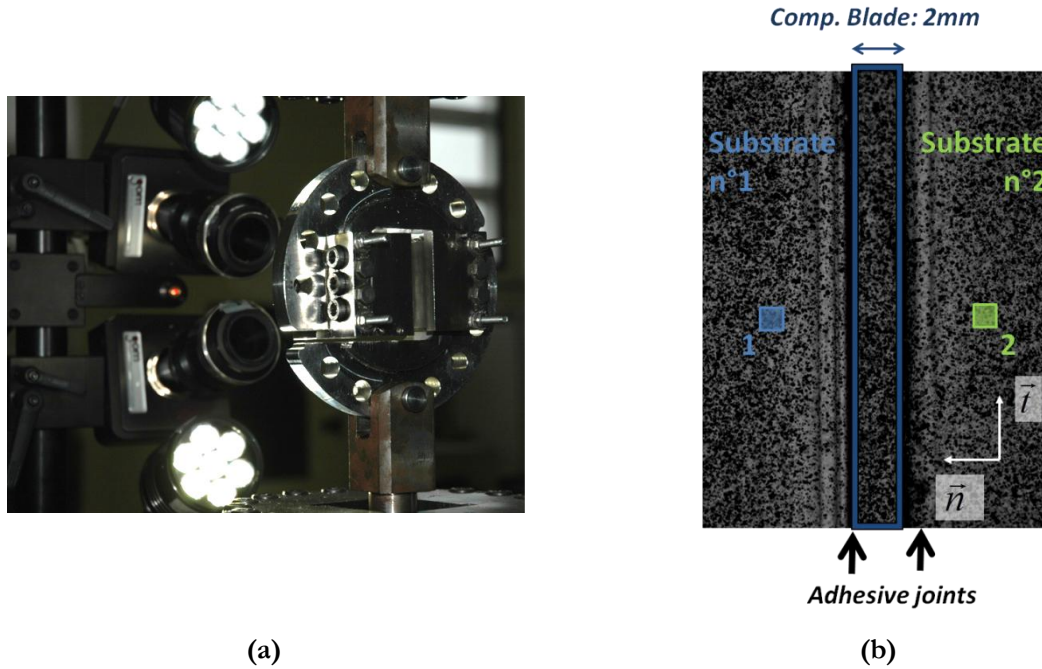 Comp. Blade: 2mm
Substrate
n°1
Substrate
n°2
1
2
t
n
Adhesive joints
(a)
(b)